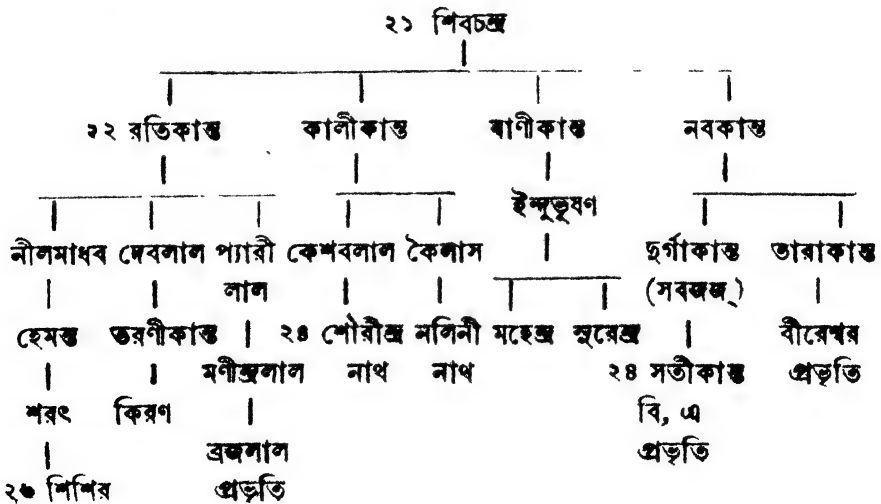 ২১ শিবচন্দ্র
২২ রতিকান্ত কালীকান্ত বাণীকান্ত নবকান্ত
ইন্দুভূষণ
নীলমাধব দেবলাল প্যারী কেশবলাল কৈলাস দুর্গাকান্ত তারাকান্ত
লাল (সবজজ্)
হেমন্ত তরণীকান্ত ২৪ শৌরীন্দ্র নলিনী মহেন্দ্র সুরেন্দ্র বীরেশ্বর
মণীন্দ্রলাল নাথ নাথ ২৪ সতীকান্ত প্রভৃতি
শরৎ কিরণ বি, এ
ব্রজলাল প্রভৃতি
২৬ শিশির প্রভৃতি